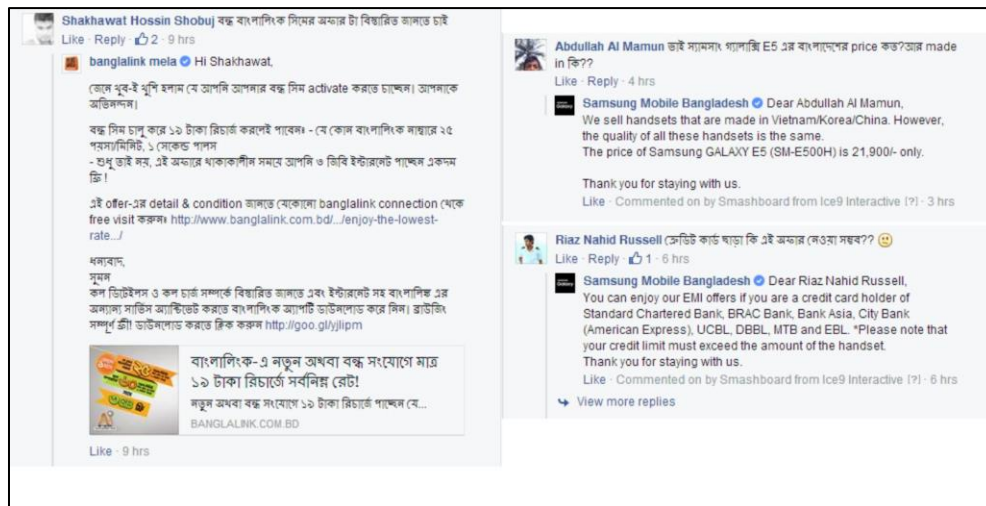 Shakhawat Hossin Shobuj বন্ধ বাংলালিংক সিমের অফার টা বিস্তারিত জানতে চাই
Like · Reply · 2 · 9 hrs
banglalink mela Hi Shakhawat,
জেনে খুব-ই খুশি হলাম যে আপনি আপনার বন্ধ সিম activate করতে চাচ্ছেন। আপনাকে
অভিনন্দন।
বন্ধ সিম চালু করে ১৯ টাকা রিচার্জ করলেই পাবেনঃ - যে কোন বাংলালিংক নাম্বারে ২৫
পয়সা/মিনিট, ১ সেকেন্ড পালস
- শুধু তাই নয়, এই অফারে থাকাকালীন সময়ে আপনি ৩ জিবি ইন্টারনেট পাচ্ছেন একদম
ফ্রি !
এই offer-এর detail & condition জানতে যেকোনো banglalink connection থেকে
free visit করুনঃ http://www.banglalink.com.bd/.../enjoy-the-lowest-
rate.../
ধন্যবাদ,
সুমন
কল ডিটেইলস ও কল চার্জ সম্পর্কে বিস্তারিত জানতে এবং ইন্টারনেট সহ বাংলালিঙ্ক এর
অন্যান্য সার্ভিস অ্যাক্টিভেট করতে বাংলালিংক অ্যাপটি ডাউনলোড করে নিন। ব্রাউজিং
সম্পূর্ণ ফ্রী! ডাউনলোড করতে ক্লিক করুন http://goo.gl/yjlipm
বাংলালিংক-এ নতুন অথবা বন্ধ সংযোগে মাত্র
১৯ টাকা রিচার্জে সর্বনিম্ন রেট!
নতুন অথবা বন্ধ সংযোগে ১৯ টাকা রিচার্জে পাচ্ছেন যে...
BANGLALINK.COM.BD
Like · 9 hrs
Abdullah Al Mamun ভাই স্যামসাং গ্যালাক্সি E5 এর বাংলাদেশের price কত?আর made
in কি??
Like · Reply · 4 hrs
Samsung Mobile Bangladesh Dear Abdullah Al Mamun,
We sell handsets that are made in Vietnam/Korea/China. However,
the quality of all these handsets is the same.
The price of Samsung GALAXY E5 (SM-E500H) is 21,900/- only.
Thank you for staying with us.
Like · Commented on by Smashboard from Ice9 Interactive [?] · 3 hrs
Riaz Nahid Russell ক্রেডিট কার্ড ছাড়া কি এই অফার নেওয়া সম্ভব??
Like · Reply · 1 · 6 hrs
Samsung Mobile Bangladesh Dear Riaz Nahid Russell,
You can enjoy our EMI offers if you are a credit card holder of
Standard Chartered Bank, BRAC Bank, Bank Asia, City Bank
(American Express), UCBL, DBBL, MTB and EBL. *Please note that
your credit limit must exceed the amount of the handset.
Thank you for staying with us.
Like · Commented on by Smashboard from Ice9 Interactive [?] · 6 hrs
View more replies